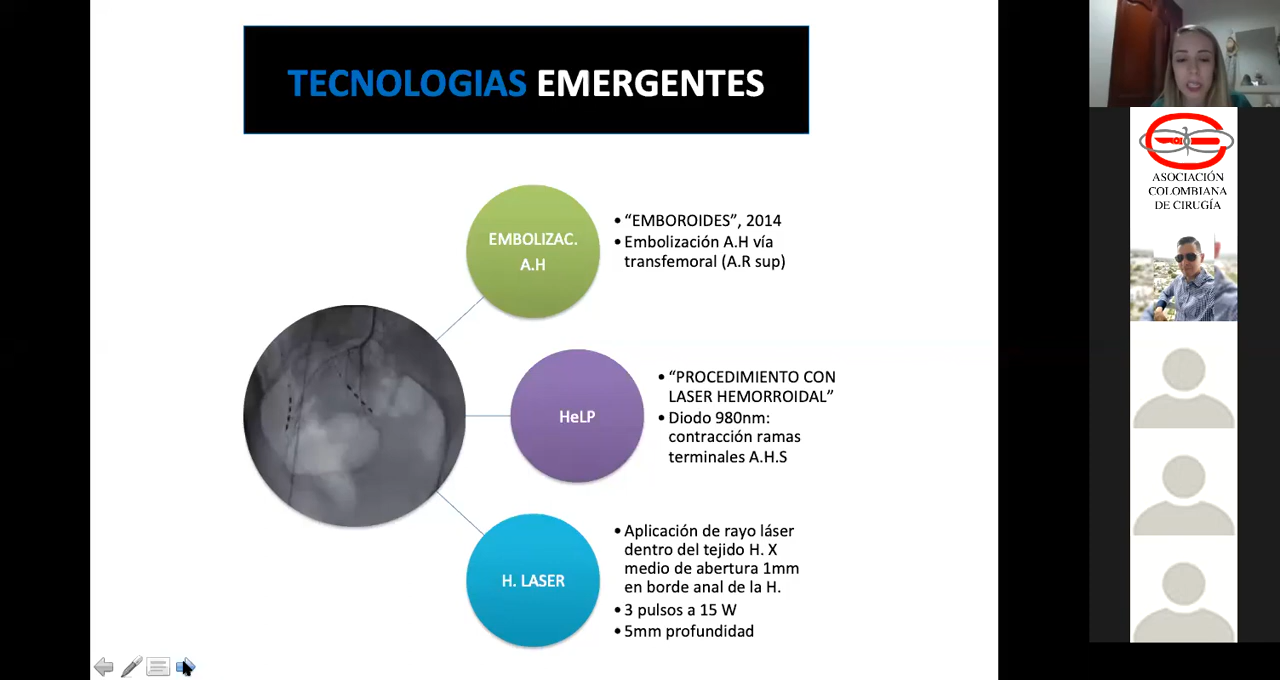 TECNOLOGIAS EMERGENTES
EMBOLIZAC.
A.H
• “EMBOROIDES”, 2014
• Embolización A.H vía
transfemoral (A.R sup)
HeLP
• “PROCEDIMIENTO CON
LASER HEMORROIDAL”
• Diodo 980nm:
contracción ramas
terminales A.H.S
H. LASER
• Aplicación de rayo láser
dentro del tejido H. X
medio de abertura 1mm
en borde anal de la H.
• 3 pulsos a 15 W
• 5mm profundidad
ASOCIACIÓN
COLOMBIANA
DE CIRUGÍA